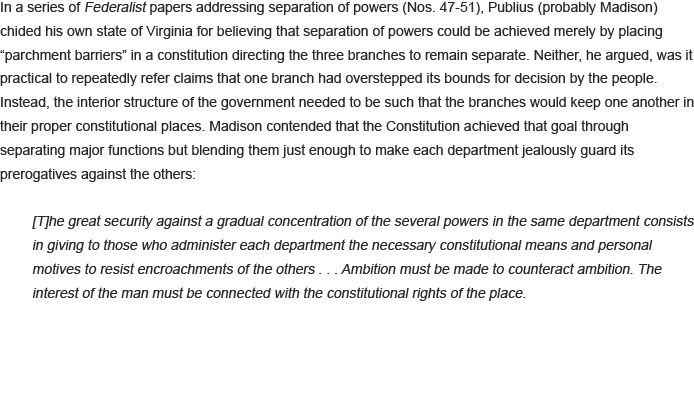 In a series of Federalist papers addressing separation of powers (Nos. 47-51), Publius (probably Madison)
chided his own state of Virginia for believing that separation of powers could be achieved merely by placing
“parchment barriers” in a constitution directing the three branches to remain separate. Neither, he argued, was it
practical to repeatedly refer claims that one branch had overstepped its bounds for decision by the people.
Instead, the interior structure of the government needed to be such that the branches would keep one another in
their proper constitutional places. Madison contended that the Constitution achieved that goal through
separating major functions but blending them just enough to make each department jealously guard its
prerogatives against the others:
[T]he great security against a gradual concentration of the several powers in the same department consists
in giving to those who administer each department the necessary constitutional means and personal
motives to resist encroachments of the others . . . Ambition must be made to counteract ambition. The
interest of the man must be connected with the constitutional rights of the place.